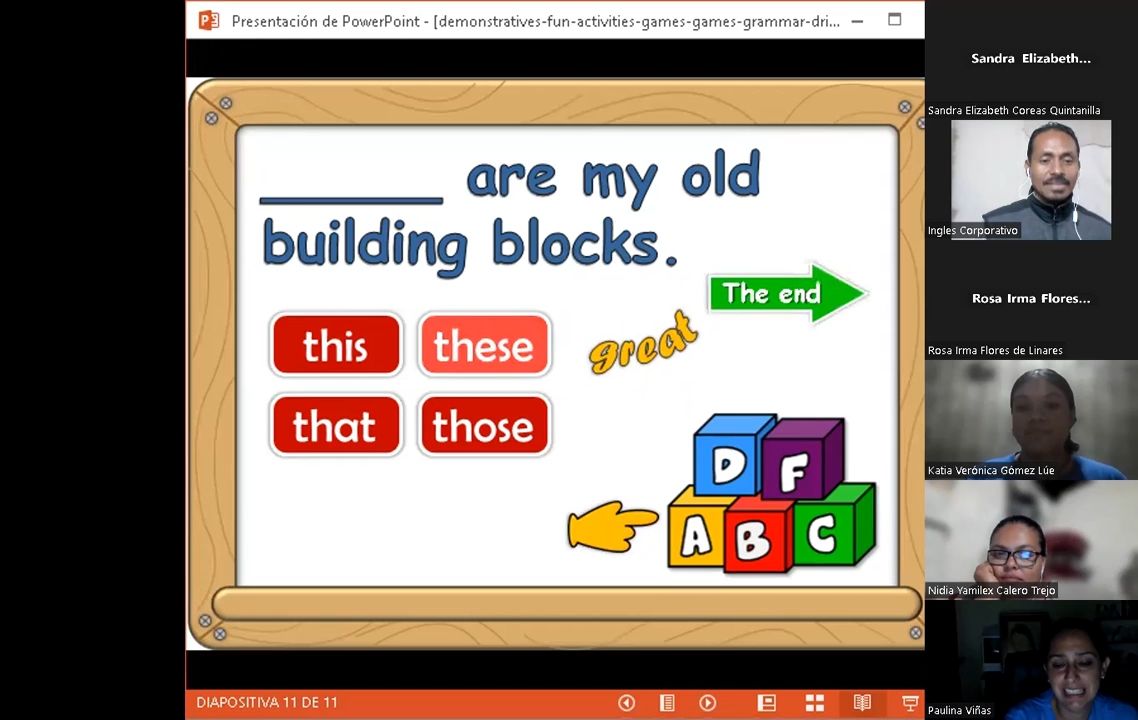 Presentación de PowerPoint - [demonstratives-fun-activities-games-games-grammar-dri...
_______ are my old
building blocks.
The end
this
these
great
that
those
D
F
A
B
C
DIAPOSITIVA 11 DE 11
Sandra Elizabeth...
Sandra Elizabeth Coreas Quintanilla
Ingles Corporativo
Rosa Irma Flores...
Rosa Irma Flores de Linares
Katia Verónica Gómez Lúe
Nidia Yamilex Calero Trejo
Paulina Viñas